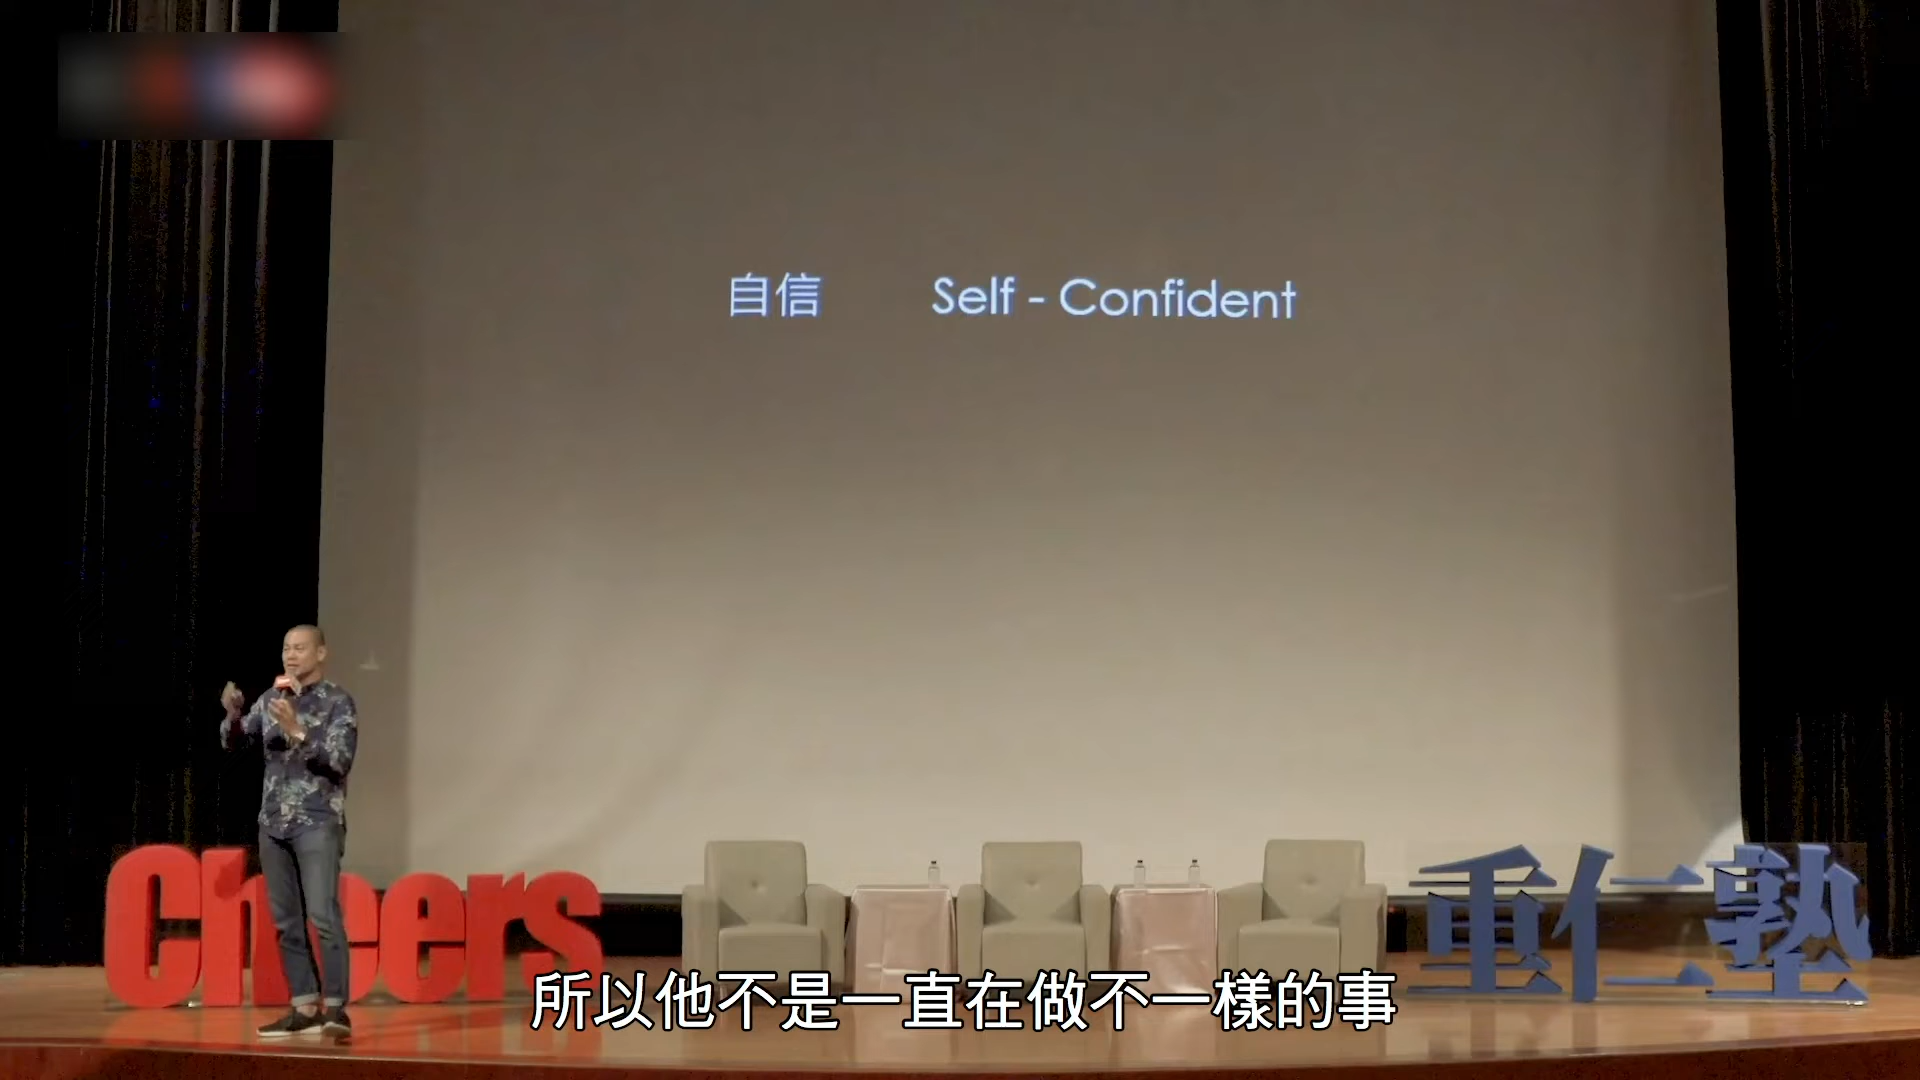 自信 Self - Confident
Cheers
重仁塾
所以他不是一直在做不一樣的事